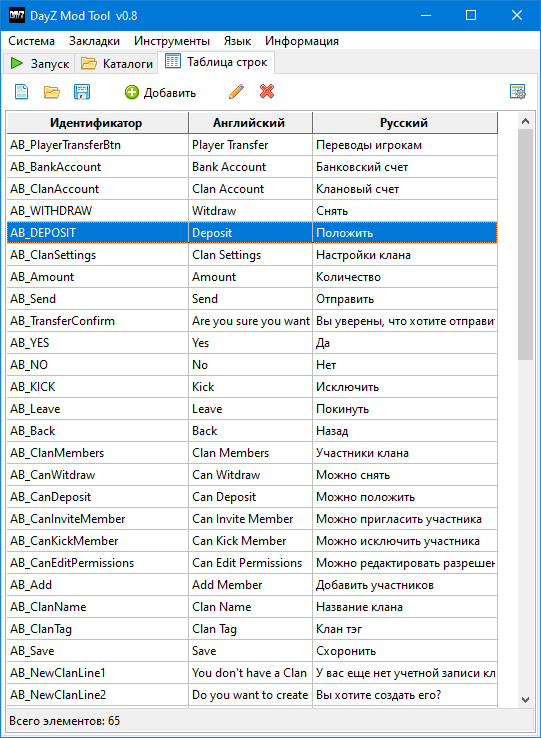 DayZ Mod Tool v0.8
Система Закладки Инструменты Язык Информация
Запуск Каталоги Таблица строк
Добавить
Идентификатор Английский Русский
AB_PlayerTransferBtn Player Transfer Переводы игрокам
AB_BankAccount Bank Account Банковский счет
AB_ClanAccount Clan Account Клановый счет
AB_WITHDRAW Witdraw Снять
AB_DEPOSIT Deposit Положить
AB_ClanSettings Clan Settings Настройки клана
AB_Amount Amount Количество
AB_Send Send Отправить
AB_TransferConfirm Are you sure you want Вы уверены, что хотите отправит
AB_YES Yes Да
AB_NO No Нет
AB_KICK Kick Исключить
AB_Leave Leave Покинуть
AB_Back Back Назад
AB_ClanMembers Clan Members Участники клана
AB_CanWitdraw Can Witdraw Можно снять
AB_CanDeposit Can Deposit Можно положить
AB_CanInviteMember Can Invite Member Можно пригласить участника
AB_CanKickMember Can Kick Member Можно исключить участника
AB_CanEditPermissions Can Edit Permissions Можно редактировать разрешен
AB_Add Add Member Добавить участников
AB_ClanName Clan Name Название клана
AB_ClanTag Clan Tag Клан тэг
AB_Save Save Схоронить
AB_NewClanLine1 You don't have a Clan У вас еще нет учетной записи кл
AB_NewClanLine2 Do you want to create Вы хотите создать его?
Всего элементов: 65